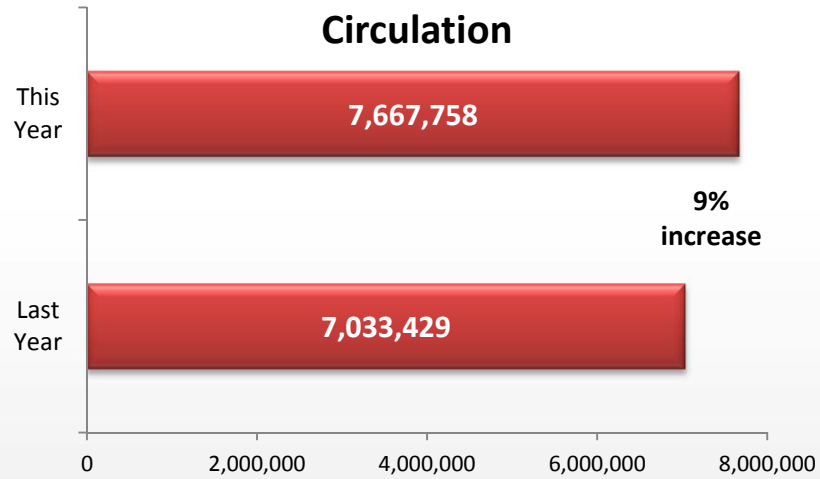 Circulation
This
Year
7,667,758
9%
increase
Last
Year
7,033,429
0
2,000,000
4,000,000
6,000,000
8,000,000